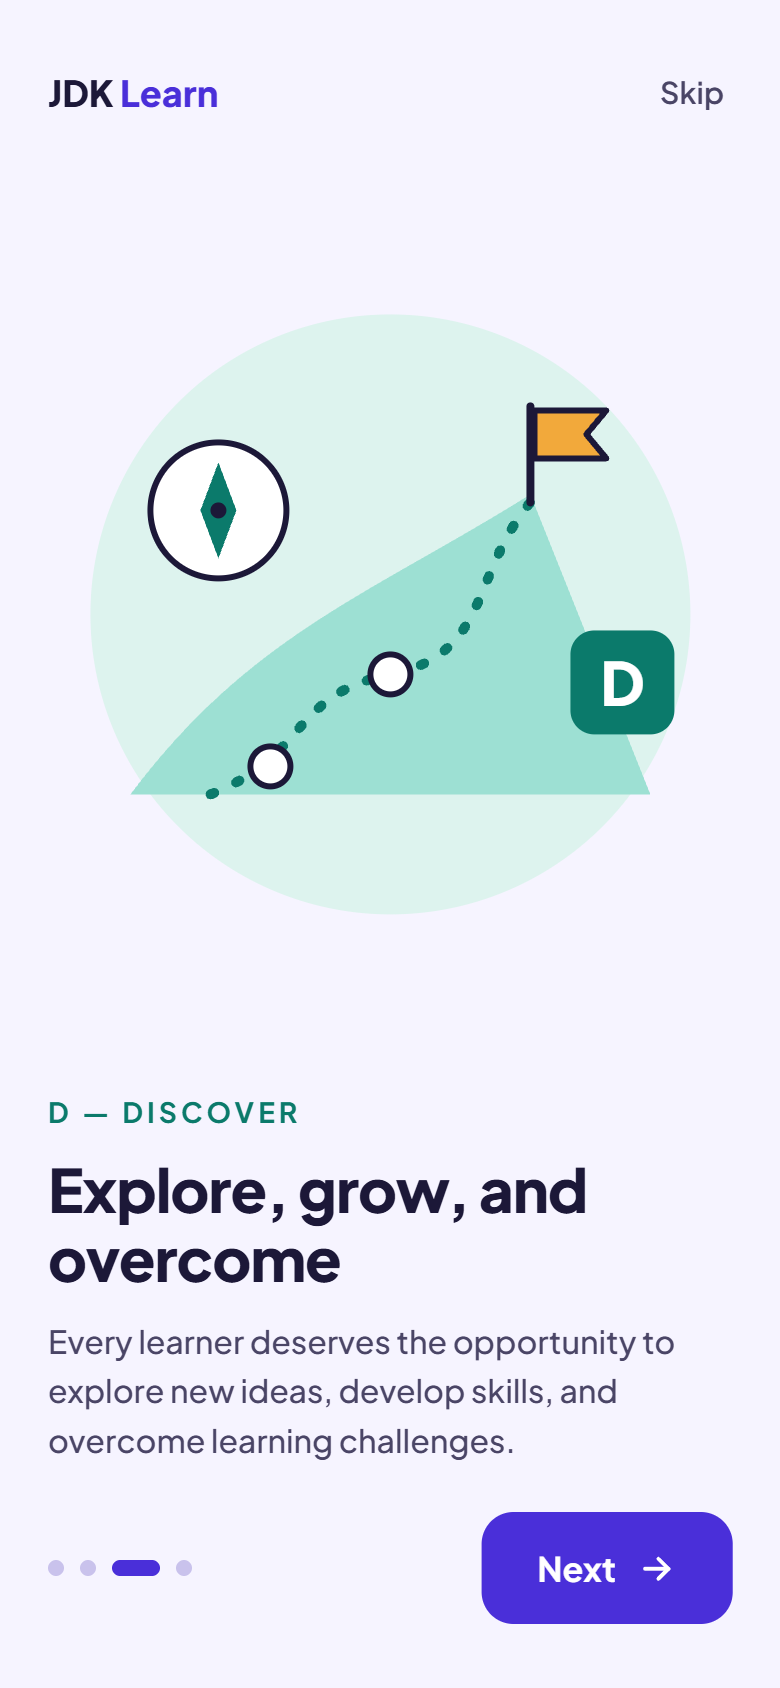 JDK Learn
Skip
D
D — DISCOVER
Explore, grow, and
overcome
Every learner deserves the opportunity to
explore new ideas, develop skills, and
overcome learning challenges.
Next →